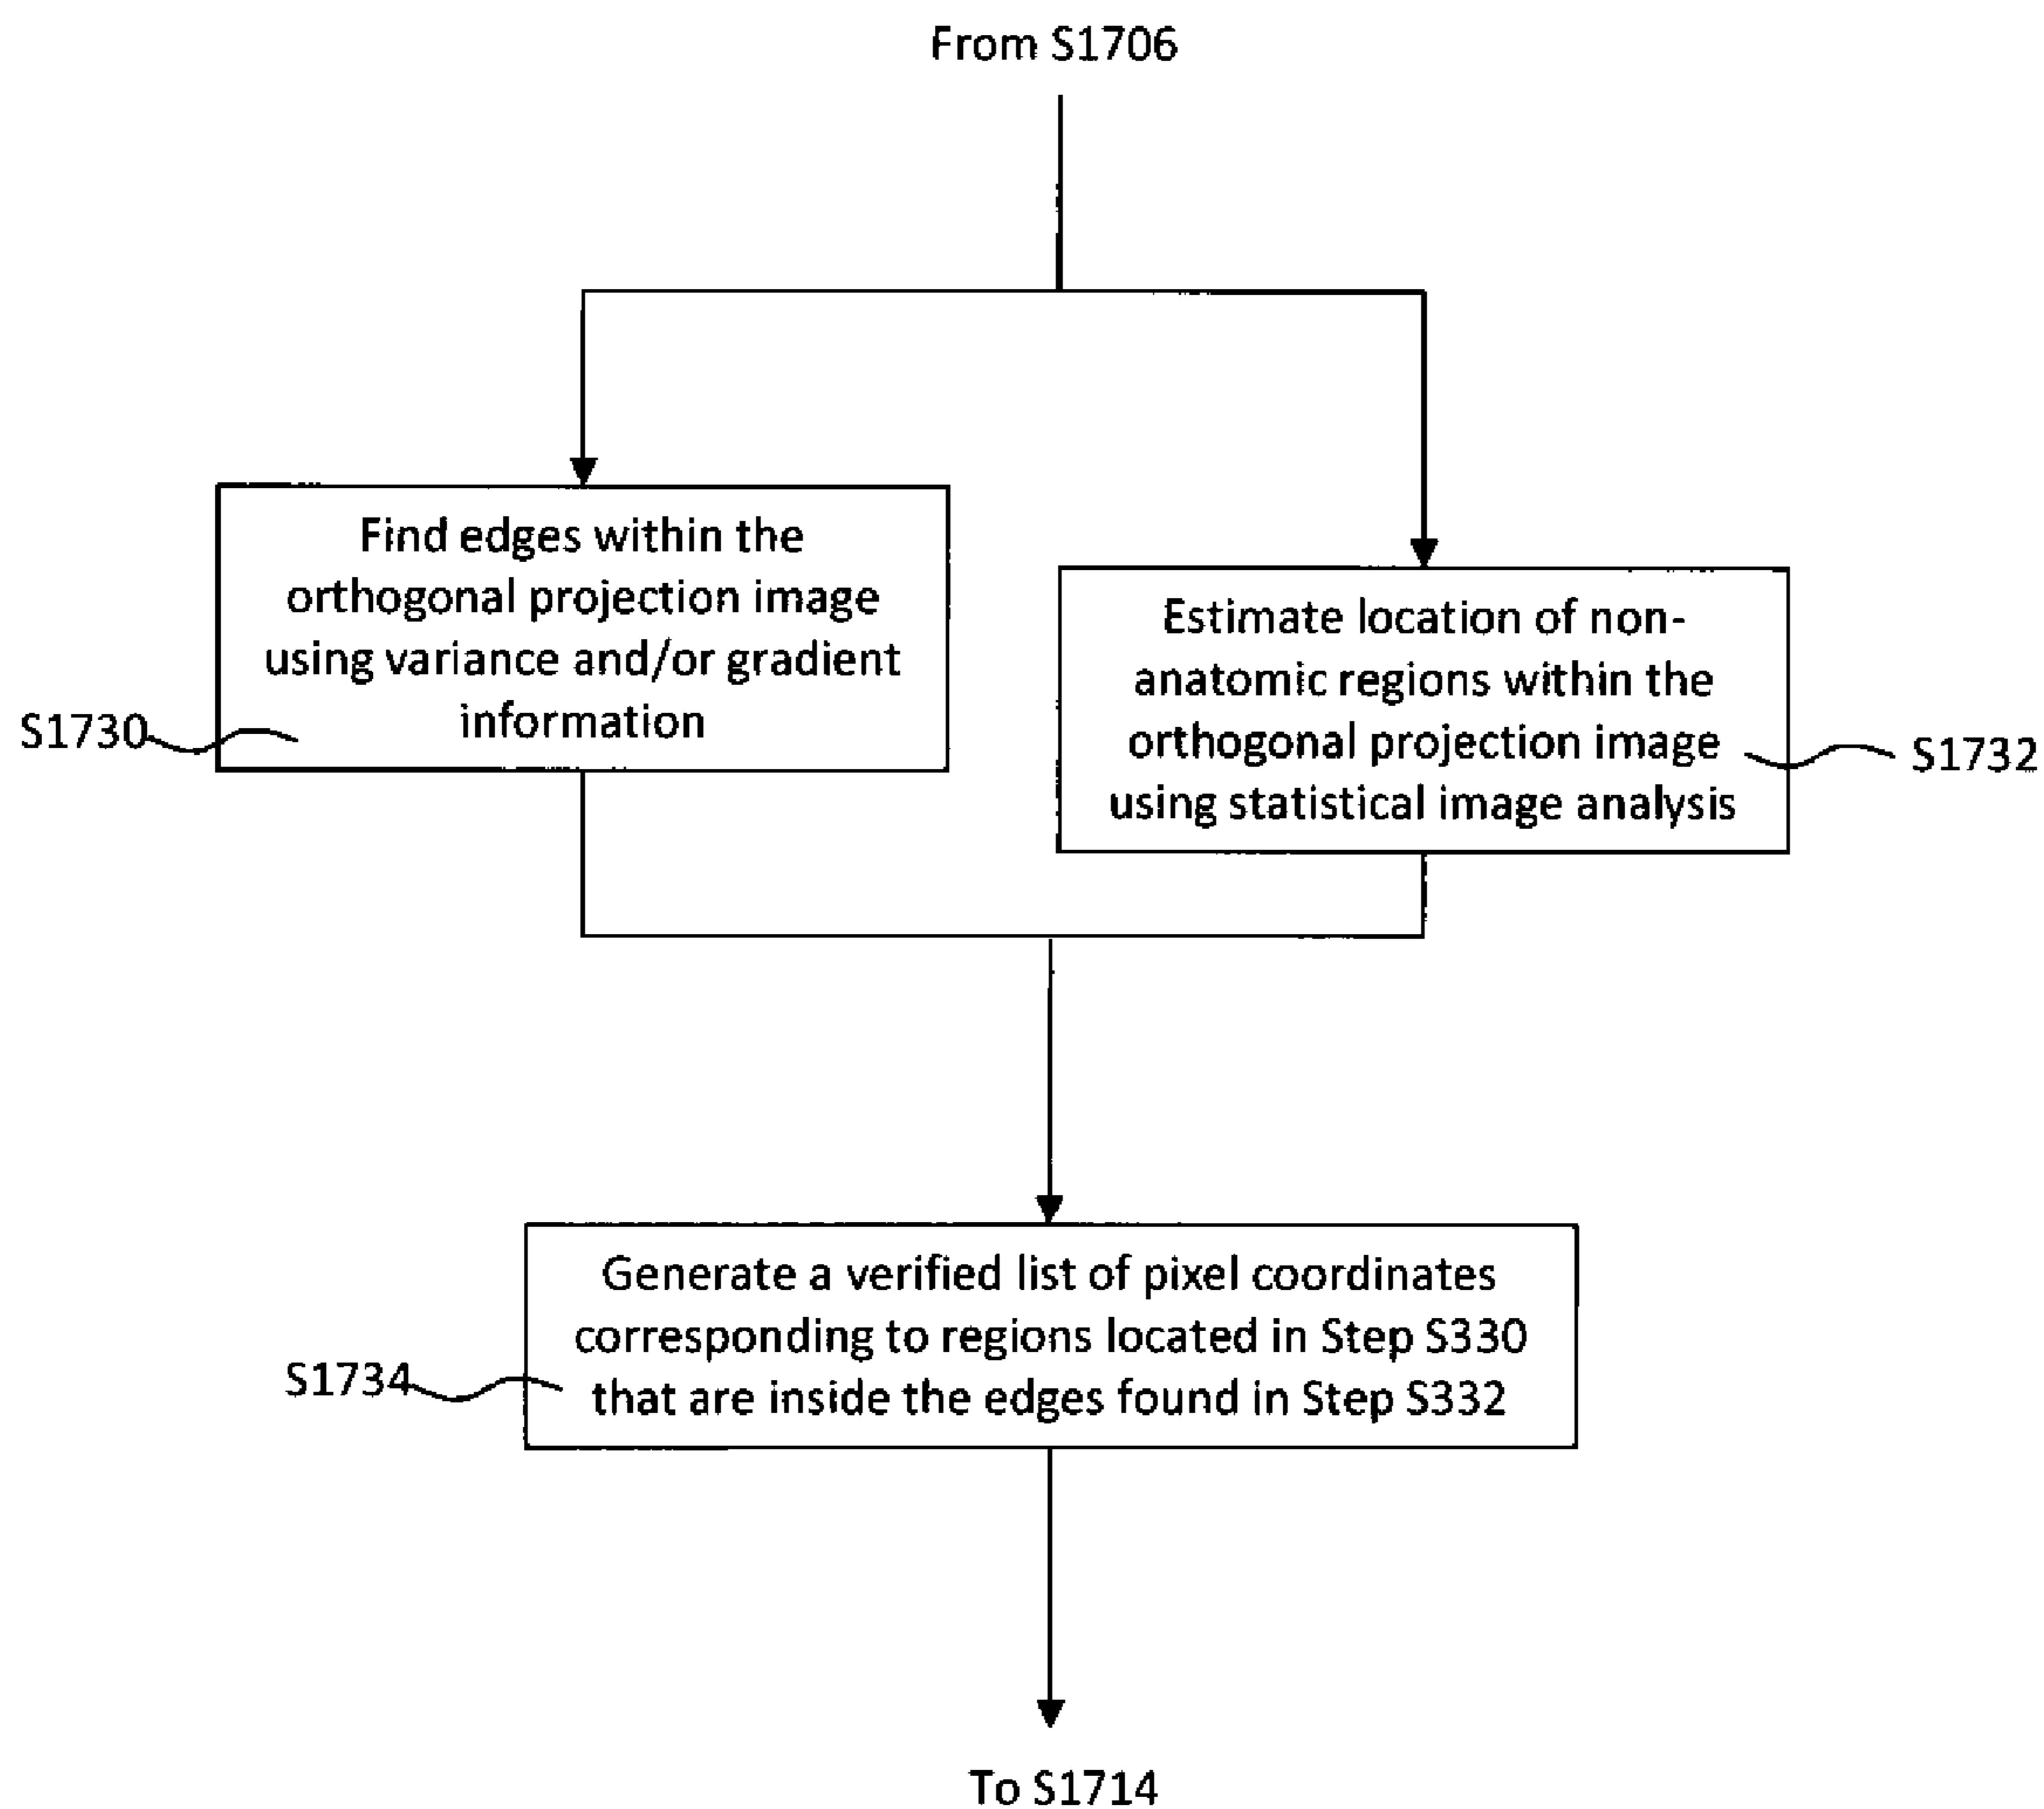 From S1706
Find edges within the
orthogonal projection image
using variance and/or gradient
information
S1730
Estimate location of non-
anatomic regions within the
orthogonal projection image
using statistical image analysis
S1732
Generate a verified list of pixel coordinates
corresponding to regions located in Step S330
that are inside the edges found in Step S332
S1734
To S1714